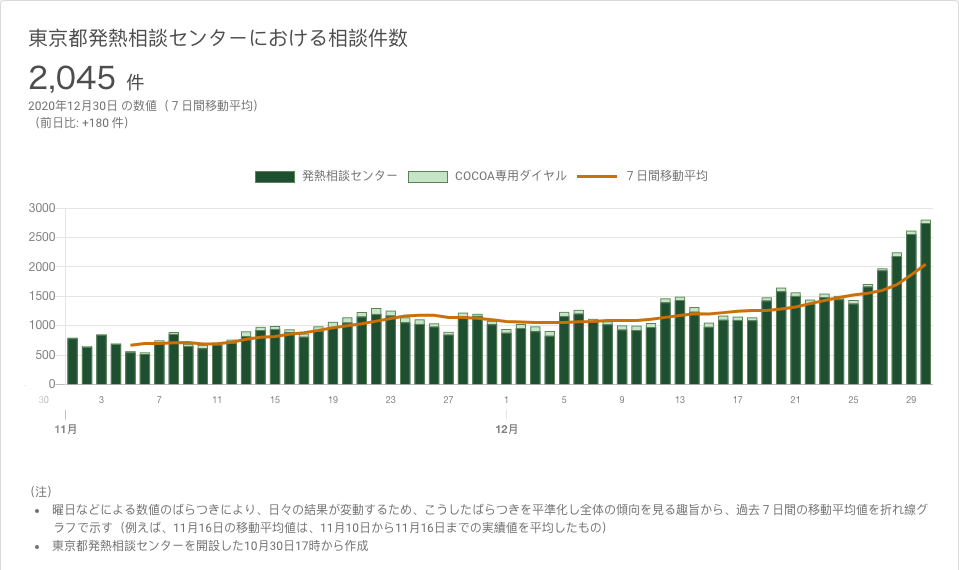 東京都発熱相談センターにおける相談件数
2,045 件
2020年12月30日 の数値（７日間移動平均）
（前日比: +180 件）
発熱相談センター COCOA専用ダイヤル ７日間移動平均
3000
2500
2000
1500
1000
500
0
30 3 7 11 15 19 23 27 1 5 9 13 17 21 25 29
11月 12月
（注）
• 曜日などによる数値のばらつきにより、日々の結果が変動するため、こうしたばらつきを平準化し全体の傾向を見る趣旨から、過去７日間の移動平均値を折れ線グ
ラフで示す（例えば、11月16日の移動平均値は、11月10日から11月16日までの実績値を平均したもの）
• 東京都発熱相談センターを開設した10月30日17時から作成